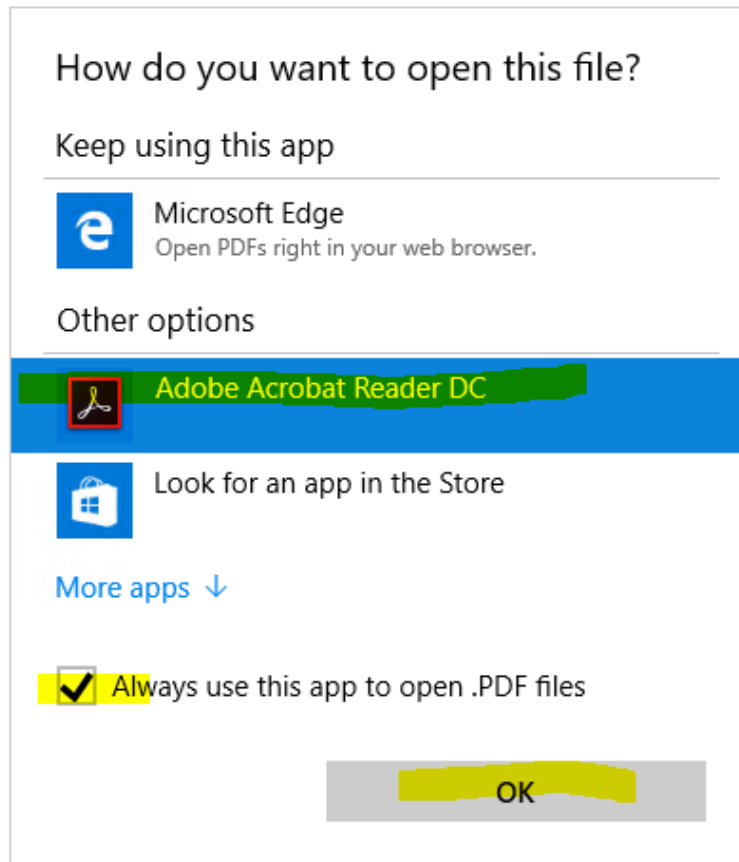 How do you want to open this file?
Keep using this app
Microsoft Edge
Open PDFs right in your web browser.
Other options
Adobe Acrobat Reader DC
Look for an app in the Store
More apps ↓
Always use this app to open .PDF files
OK